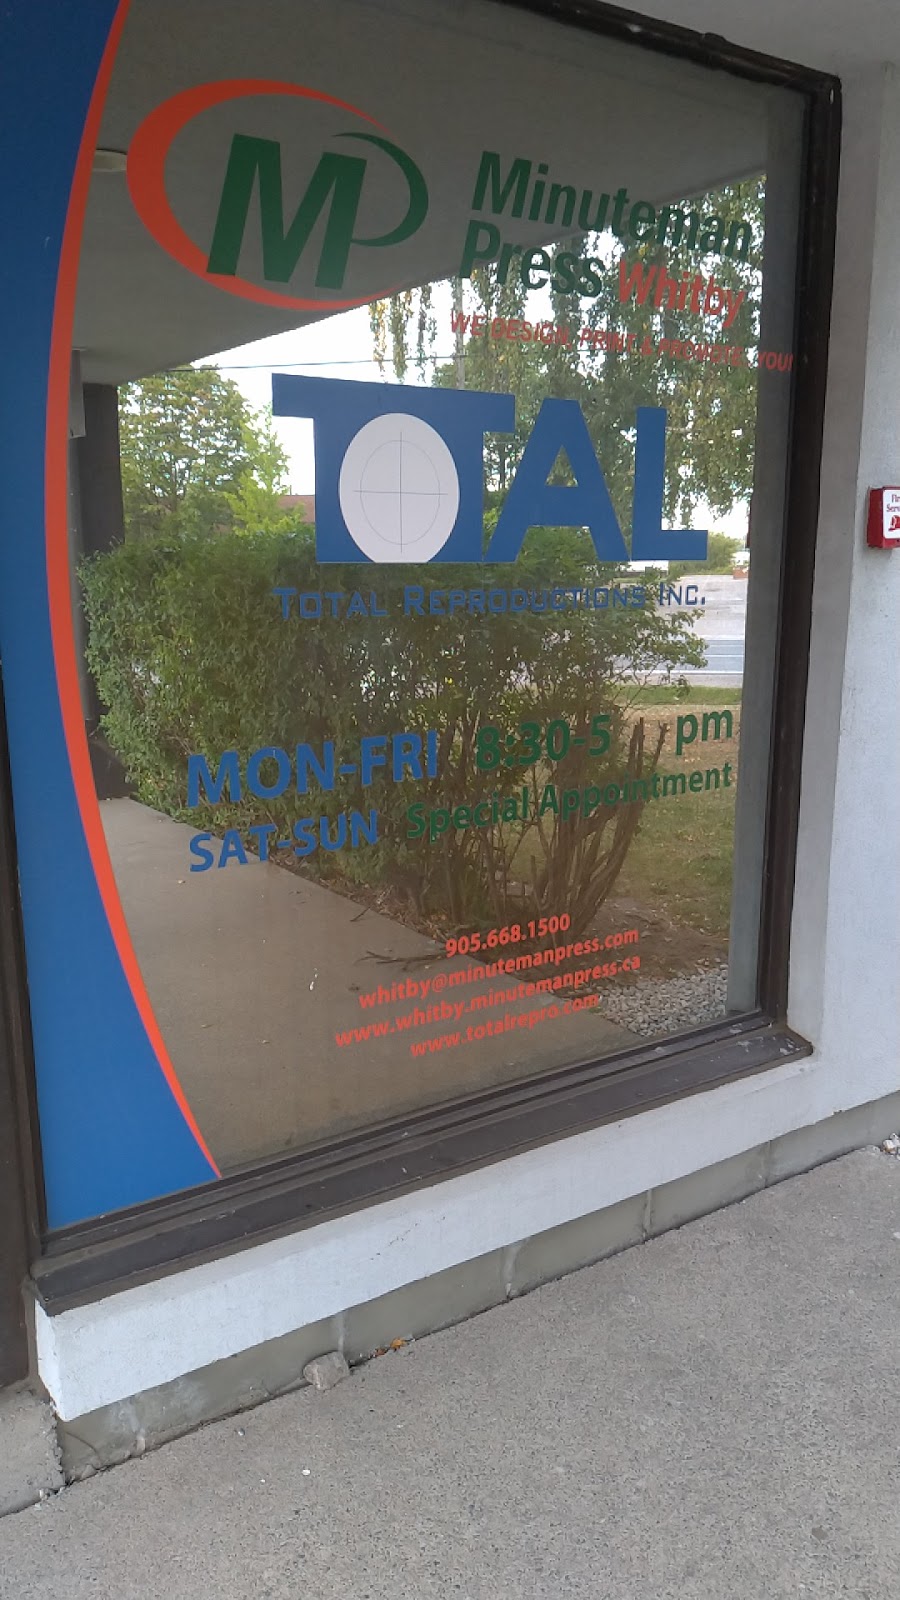 MP
Minuteman
Press Whitby
WE DESIGN, PRINT & PROMOTE, YOU!
TOTAL
TOTAL REPRODUCTIONS INC.
MON-FRI 8:30-5 pm
SAT-SUN Special Appointment
905.668.1500
whitby@minutemanpress.com
www.whitby.minutemanpress.ca
www.totalrepro.com